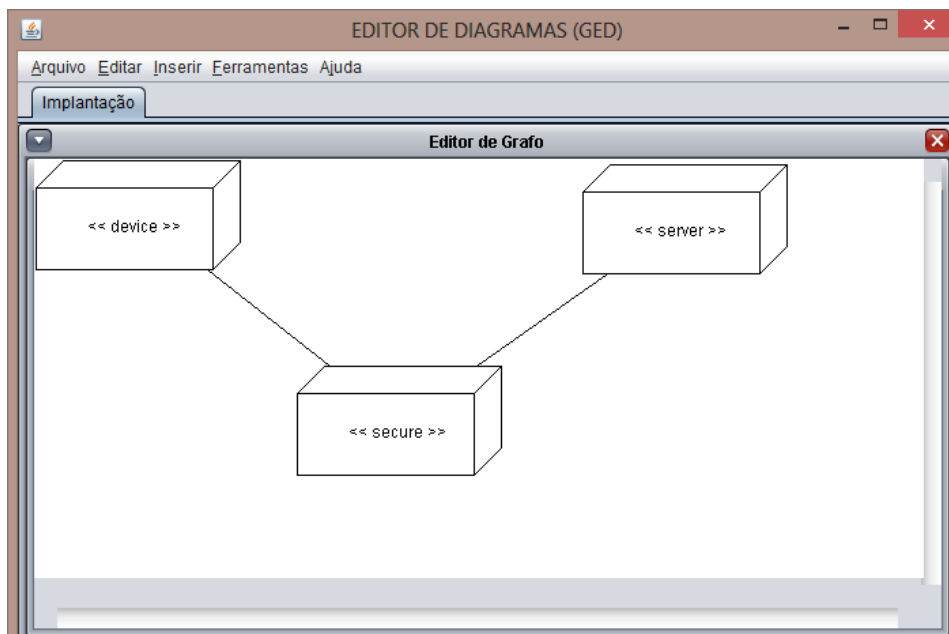 EDITOR DE DIAGRAMAS (GED)
Arquivo Editar Inserir Ferramentas Ajuda
Implantação
Editor de Grafo
<< device >>
<< server >>
<< secure >>